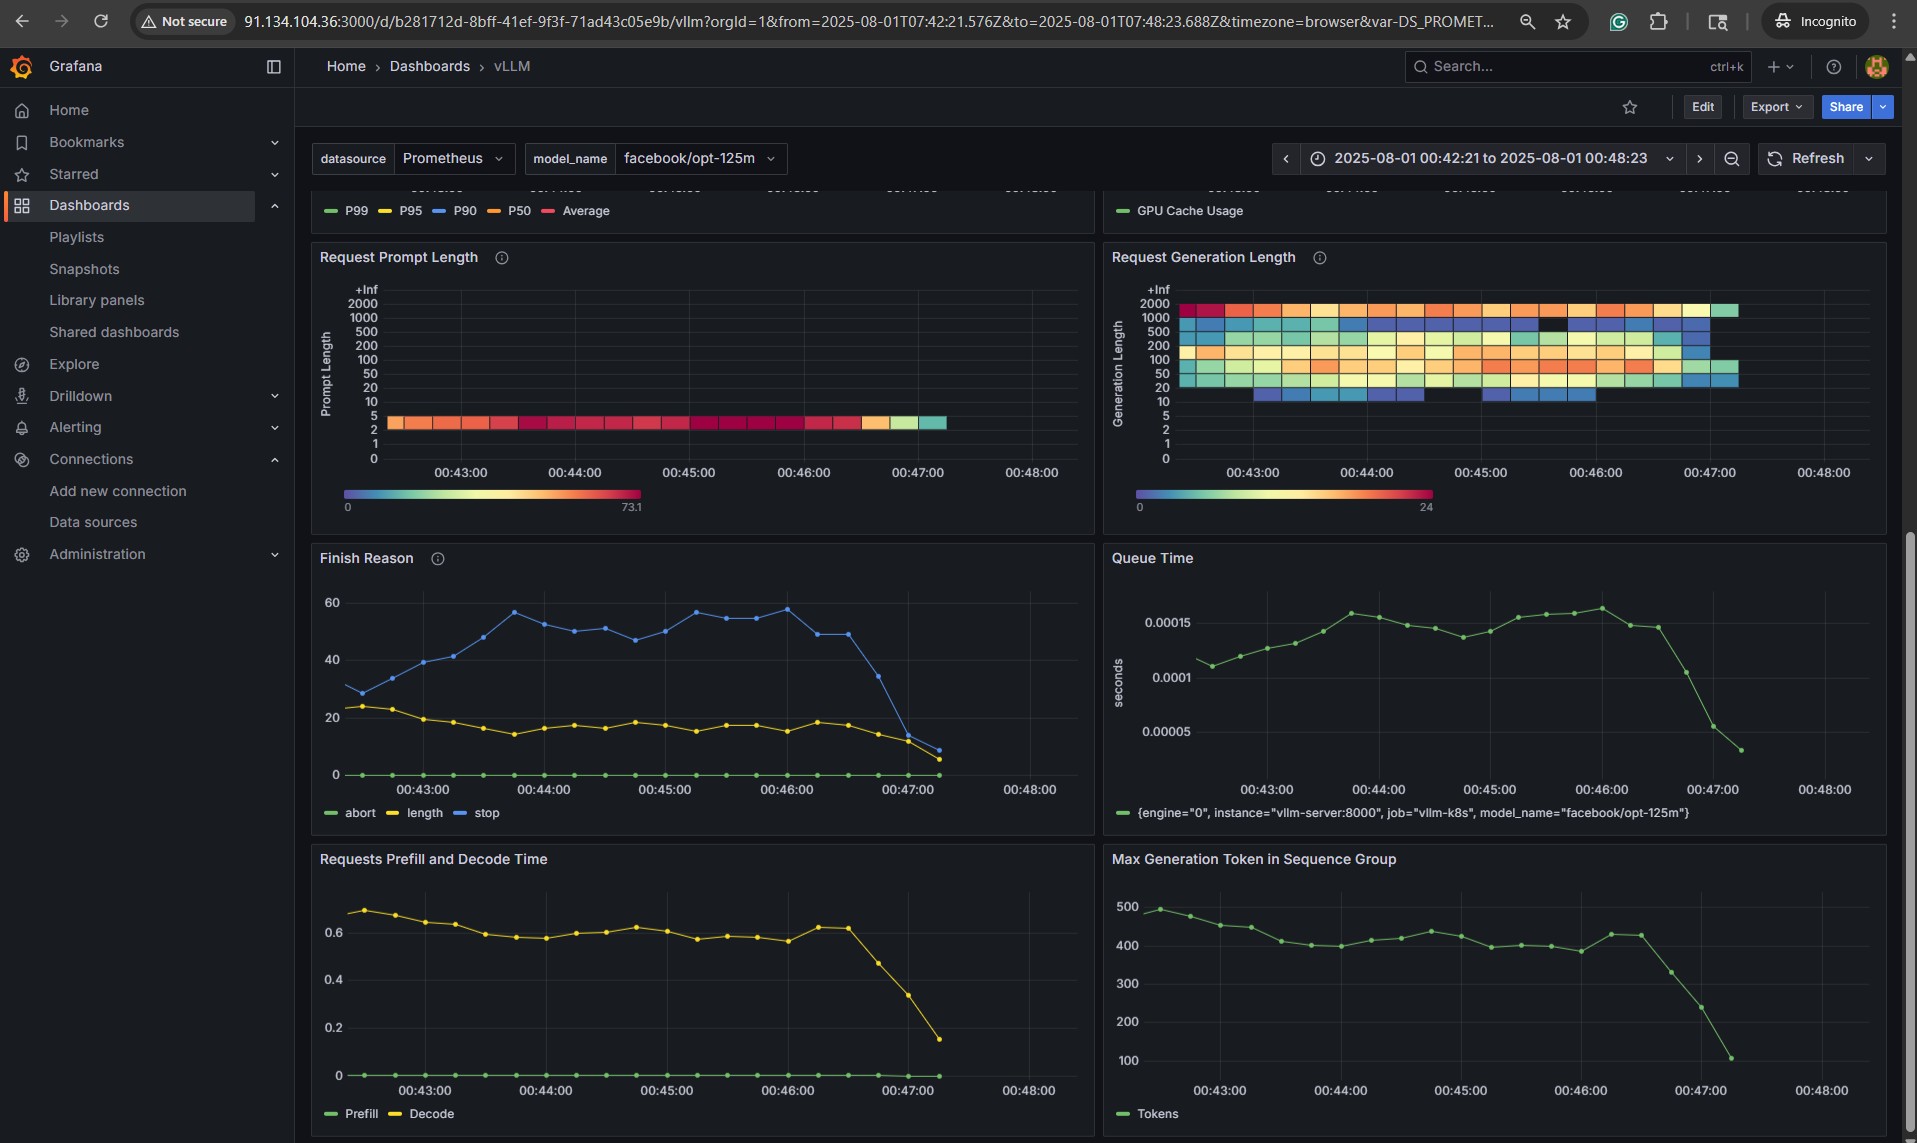 Not secure
91.134.104.36:3000/d/b281712d-8bff-41ef-9f3f-71ad43c05e9b/vllm?orgId=1&from=2025-08-01T07:42:21.576Z&to=2025-08-01T07:48:23.688Z&timezone=browser&var-DS_PROMET...
Incognito
Grafana
Home › Dashboards › vLLM
Search...
ctrl+k
Edit
Export
Share
Home
Bookmarks
Starred
Dashboards
Playlists
Snapshots
Library panels
Shared dashboards
Explore
Drilldown
Alerting
Connections
Add new connection
Data sources
Administration
datasource Prometheus
model_name facebook/opt-125m
2025-08-01 00:42:21 to 2025-08-01 00:48:23
Refresh
P99 P95 P90 P50 Average
GPU Cache Usage
Request Prompt Length
Prompt Length
+Inf
2000
1000
500
200
100
50
20
10
5
2
1
0
00:43:00 00:44:00 00:45:00 00:46:00 00:47:00 00:48:00
0 73.1
Request Generation Length
Generation Length
+Inf
2000
1000
500
200
100
50
20
10
5
2
1
0
00:43:00 00:44:00 00:45:00 00:46:00 00:47:00 00:48:00
0 24
Finish Reason
60
40
20
0
00:43:00 00:44:00 00:45:00 00:46:00 00:47:00 00:48:00
abort length stop
Queue Time
seconds
0.00015
0.0001
0.00005
00:43:00 00:44:00 00:45:00 00:46:00 00:47:00 00:48:00
{engine="0", instance="vllm-server:8000", job="vllm-k8s", model_name="facebook/opt-125m"}
Requests Prefill and Decode Time
0.6
0.4
0.2
0
00:43:00 00:44:00 00:45:00 00:46:00 00:47:00 00:48:00
Prefill Decode
Max Generation Token in Sequence Group
500
400
300
200
100
00:43:00 00:44:00 00:45:00 00:46:00 00:47:00 00:48:00
Tokens